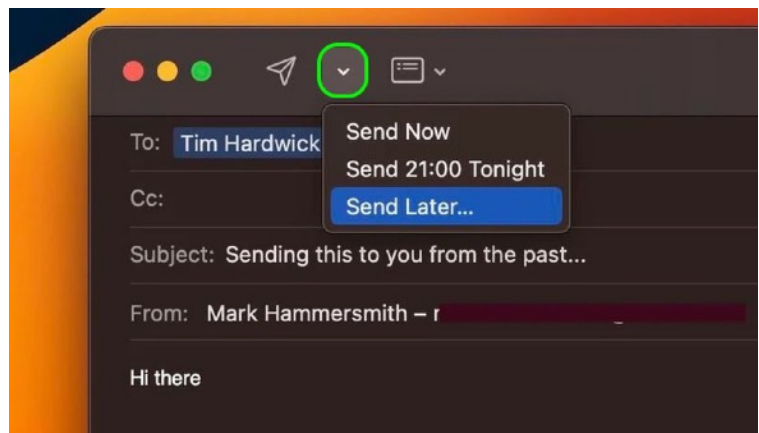 Send Now
To: Tim Hardwick
Send 21:00 Tonight
Cc:
Send Later...
Subject: Sending this to you from the past...
From: Mark Hammersmith –
Hi there